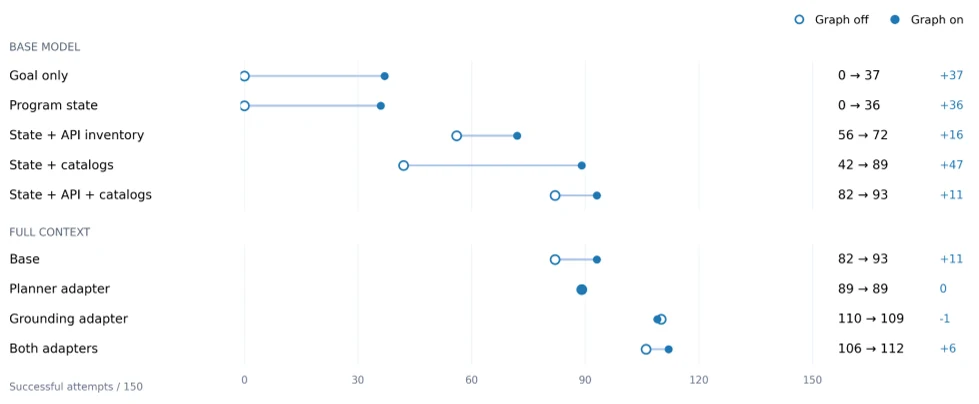 Graph off Graph on
BASE MODEL
Goal only 0 → 37 +37
Program state 0 → 36 +36
State + API inventory 56 → 72 +16
State + catalogs 42 → 89 +47
State + API + catalogs 82 → 93 +11
FULL CONTEXT
Base 82 → 93 +11
Planner adapter 89 → 89 0
Grounding adapter 110 → 109 -1
Both adapters 106 → 112 +6
Successful attempts / 150 0 30 60 90 120 150